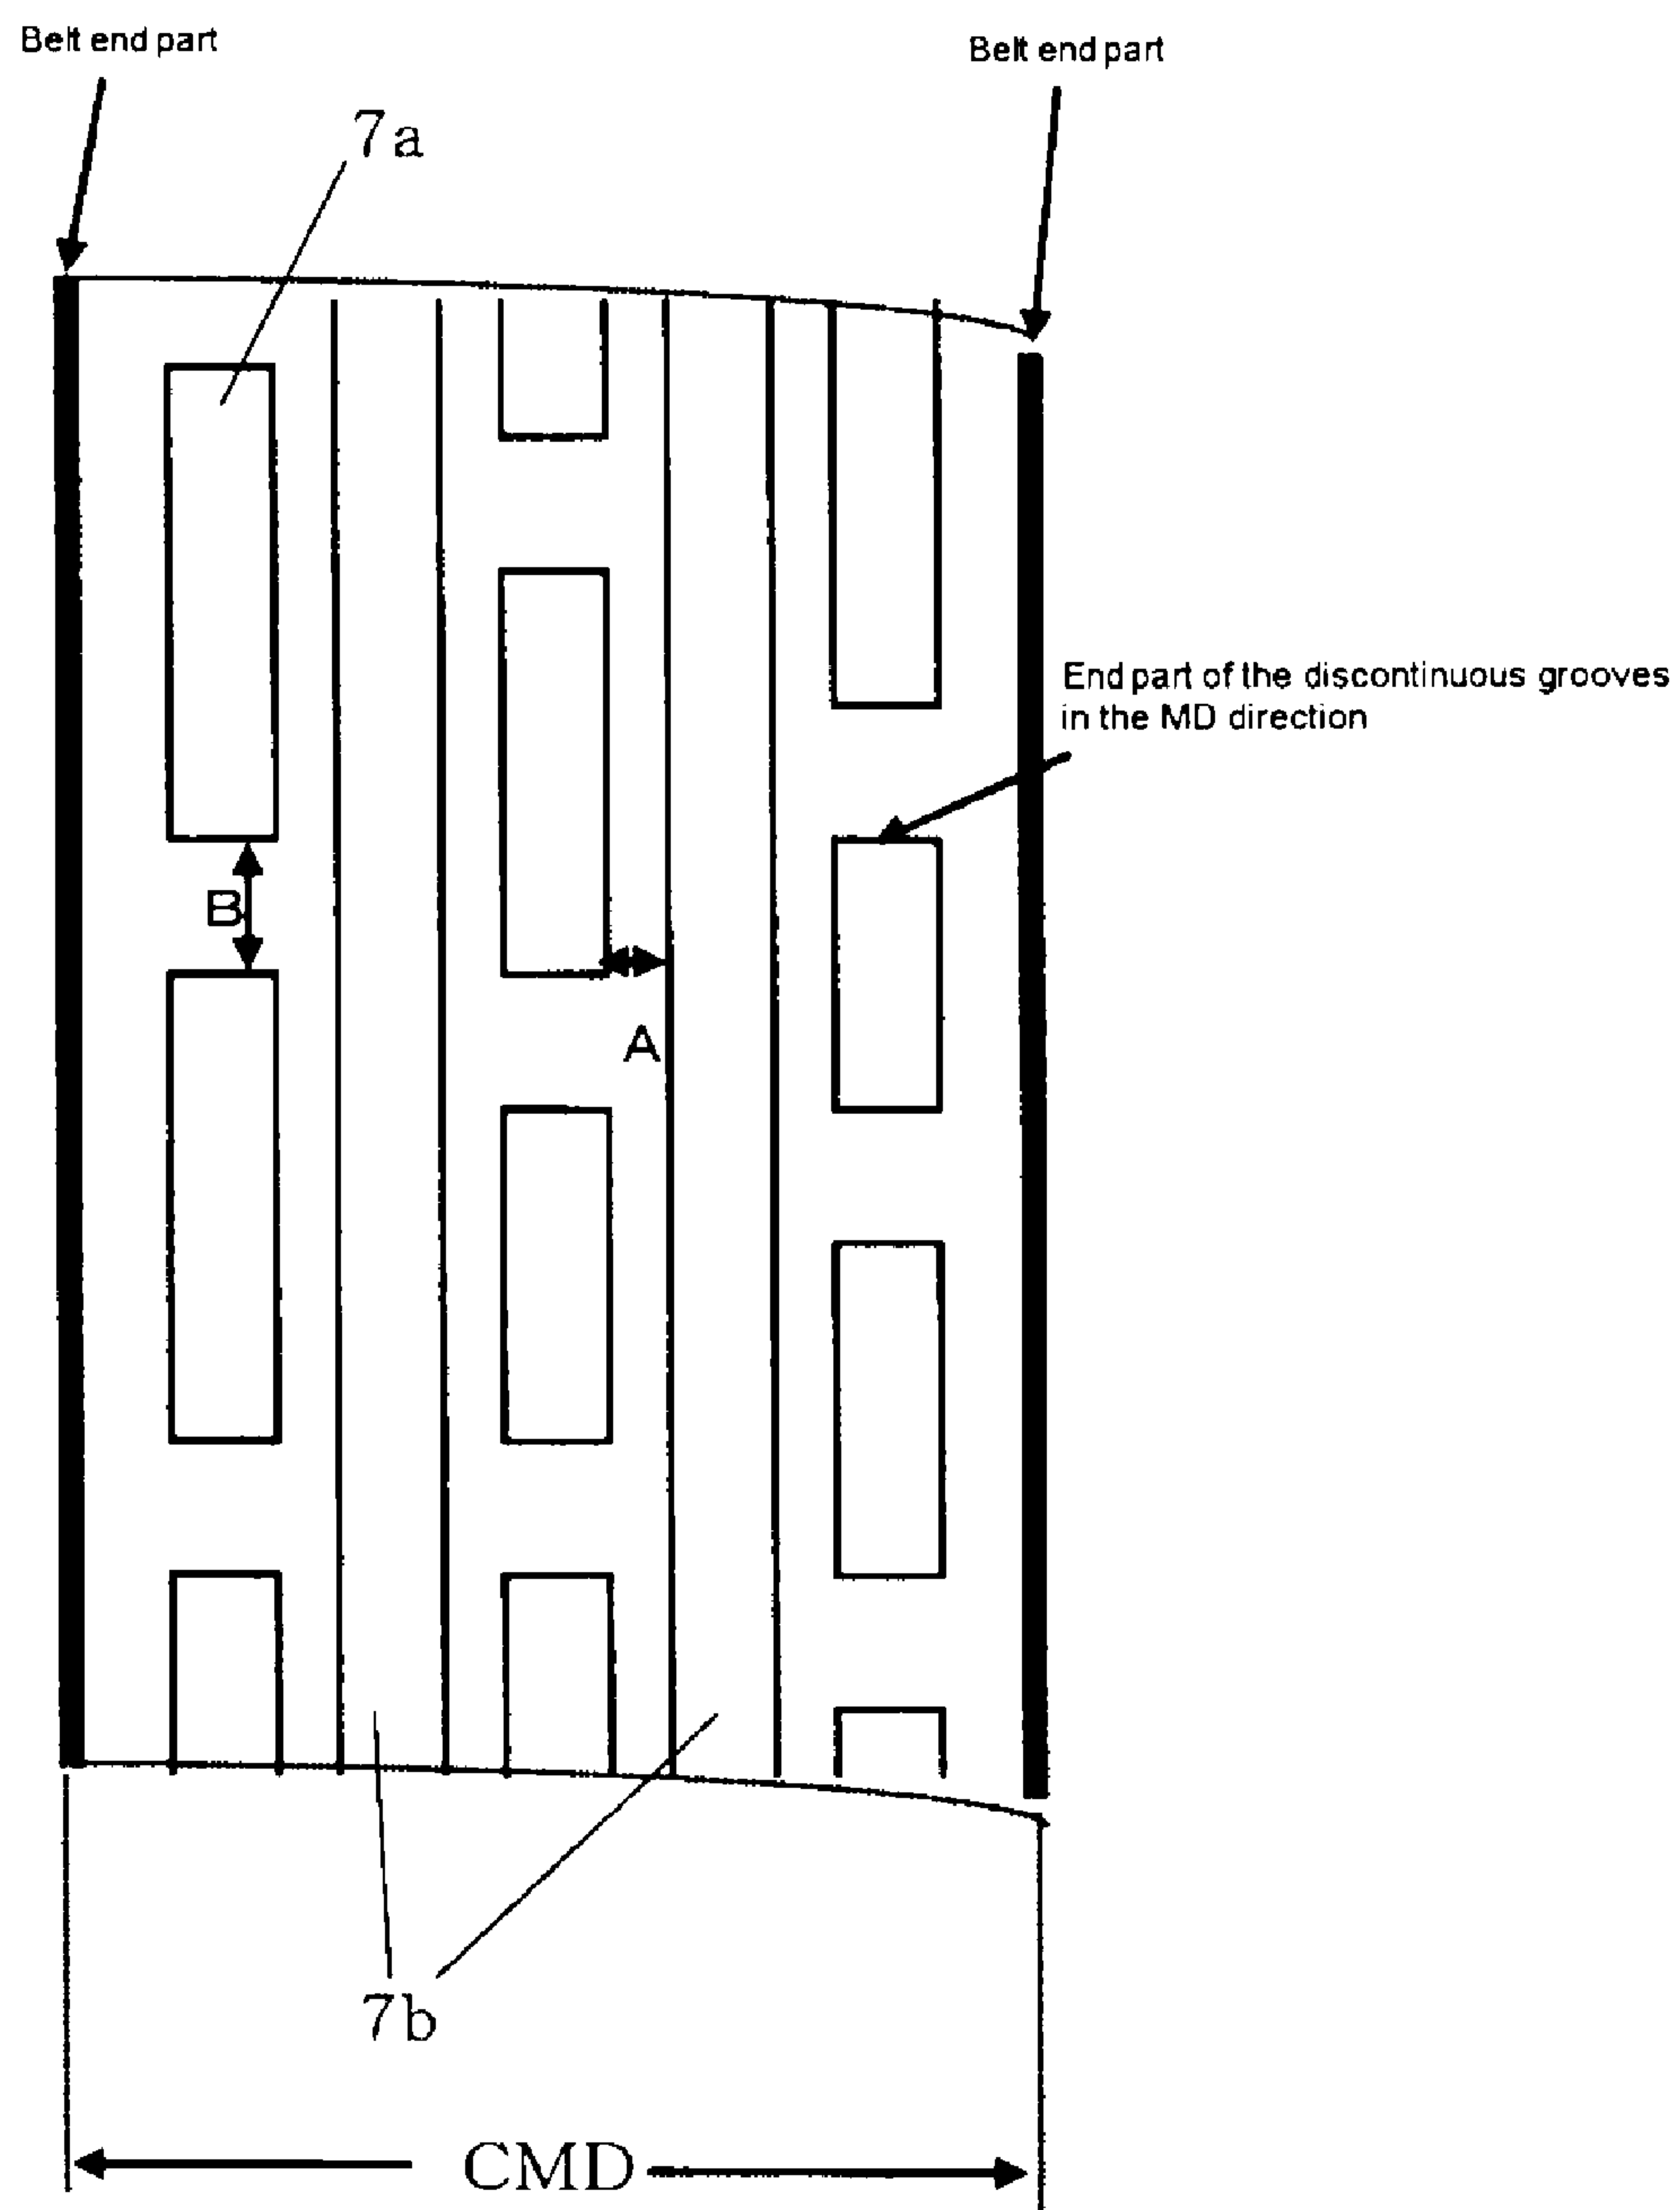 Belt end part
Belt end part
7a
End part of the discontinuous grooves
in the MD direction
B
A
7b
CMD